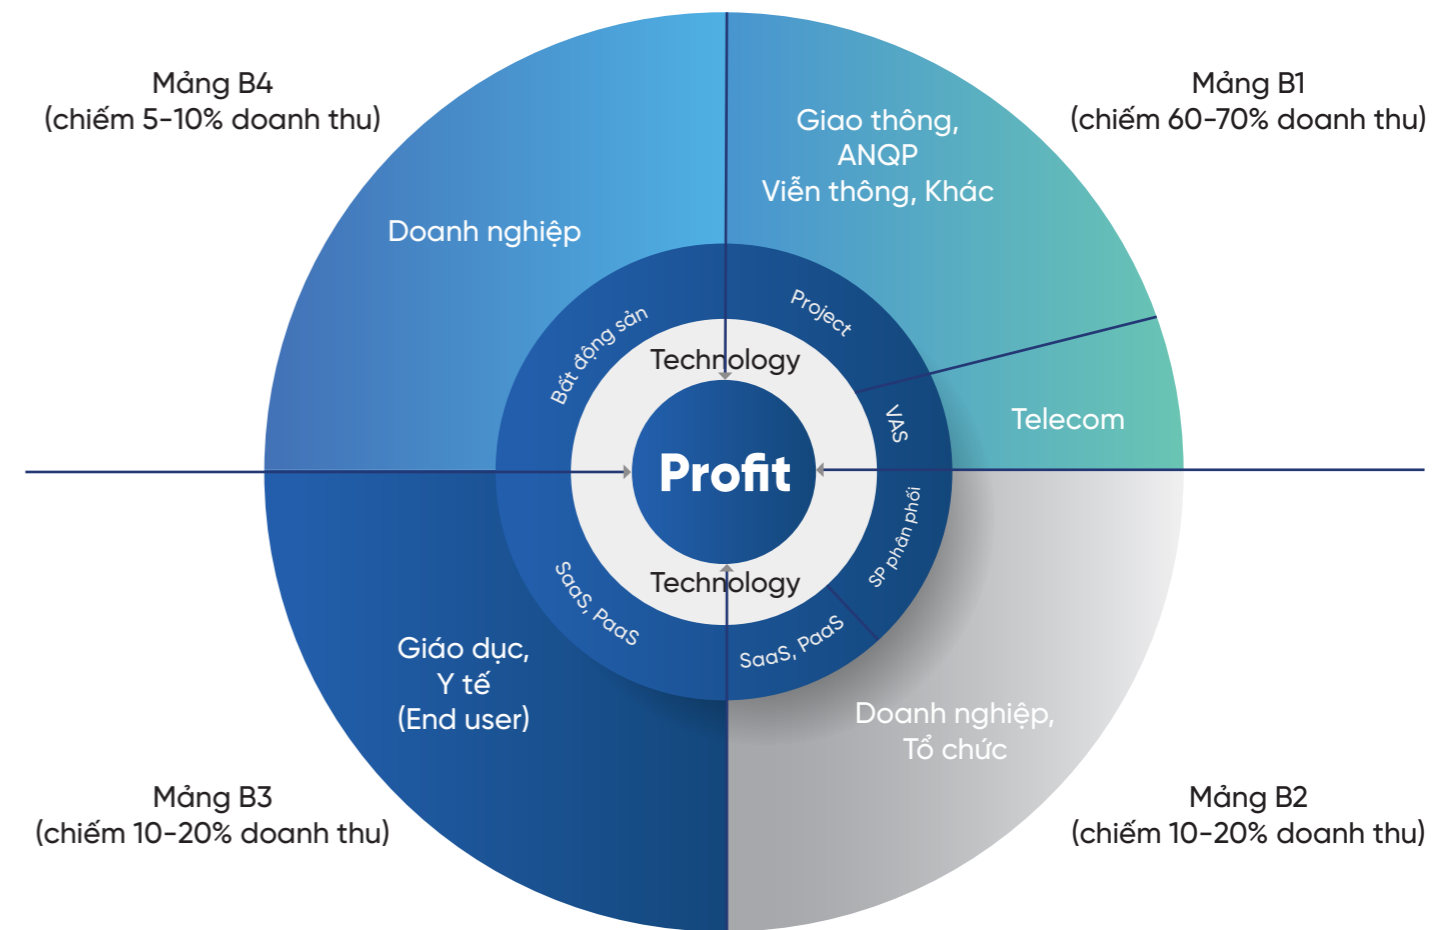 Mảng B4
(chiếm 5-10% doanh thu)
Mảng B1
(chiếm 60-70% doanh thu)
Giao thông,
ANQP
Viễn thông, Khác
Doanh nghiệp
Project
Bất động sản
Technology
VAS
Telecom
Profit
SP phân phối
Technology
SaaS, PaaS
SaaS, PaaS
Giáo dục,
Y tế
(End user)
Doanh nghiệp,
Tổ chức
Mảng B3
(chiếm 10-20% doanh thu)
Mảng B2
(chiếm 10-20% doanh thu)